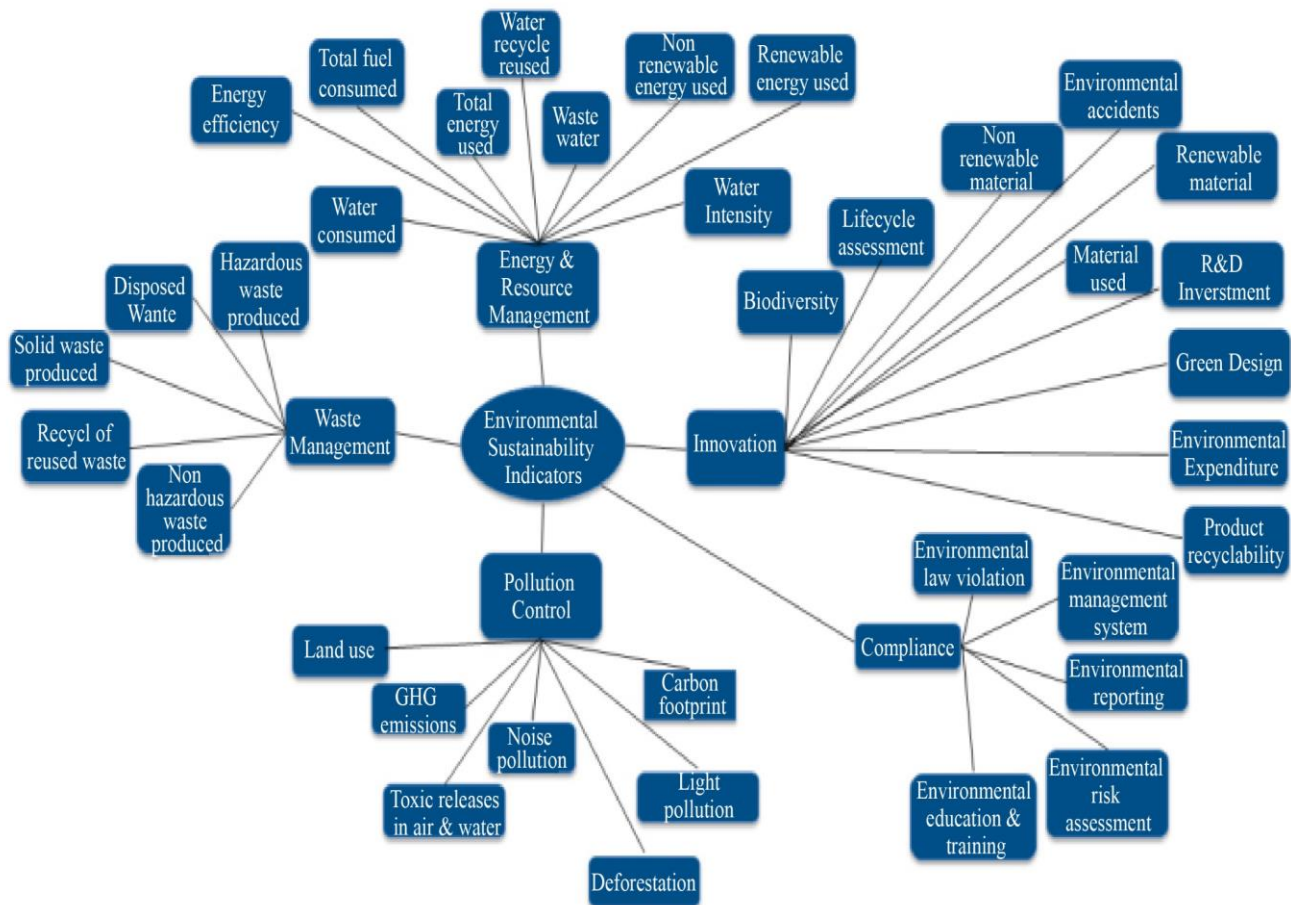 Water
recycle
reused
Non
renewable
energy used
Renewable
energy used
Total fuel
consumed
Energy
efficiency
Total
energy
used
Waste
water
Water
consumed
Water
Intensity
Energy &
Resource
Management
Environmental
accidents
Non
renewable
material
Renewable
material
Lifecycle
assessment
Material
used
R&D
Inverstment
Biodiversity
Green Design
Innovation
Environmental
Expenditure
Product
recyclability
Hazardous
waste
produced
Disposed
Wante
Solid waste
produced
Waste
Management
Recycl of
reused waste
Non
hazardous
waste
produced
Environmental
Sustainability
Indicators
Pollution
Control
Land use
GHG
emissions
Carbon
footprint
Noise
pollution
Toxic releases
in air & water
Light
pollution
Deforestation
Environmental
law violation
Environmental
management
system
Compliance
Environmental
reporting
Environmental
risk
assessment
Environmental
education &
training